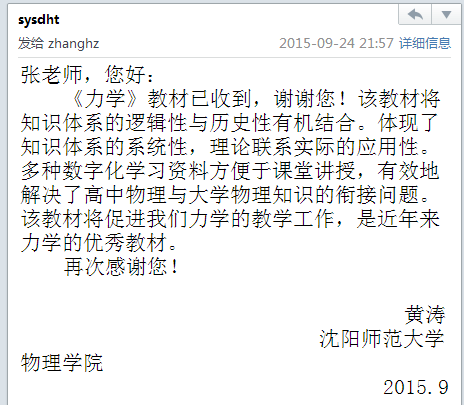 sysdht
发给 zhanghz 2015-09-24 21:57 详细信息
张老师，您好：
《力学》教材已收到，谢谢您！该教材将
知识体系的逻辑性与历史性有机结合。体现了
知识体系的系统性，理论联系实际的应用性。
多种数字化学习资料方便于课堂讲授，有效地
解决了高中物理与大学物理知识的衔接问题。
该教材将促进我们力学的教学工作，是近年来
力学的优秀教材。
再次感谢您！
黄涛
沈阳师范大学
物理学院
2015.9